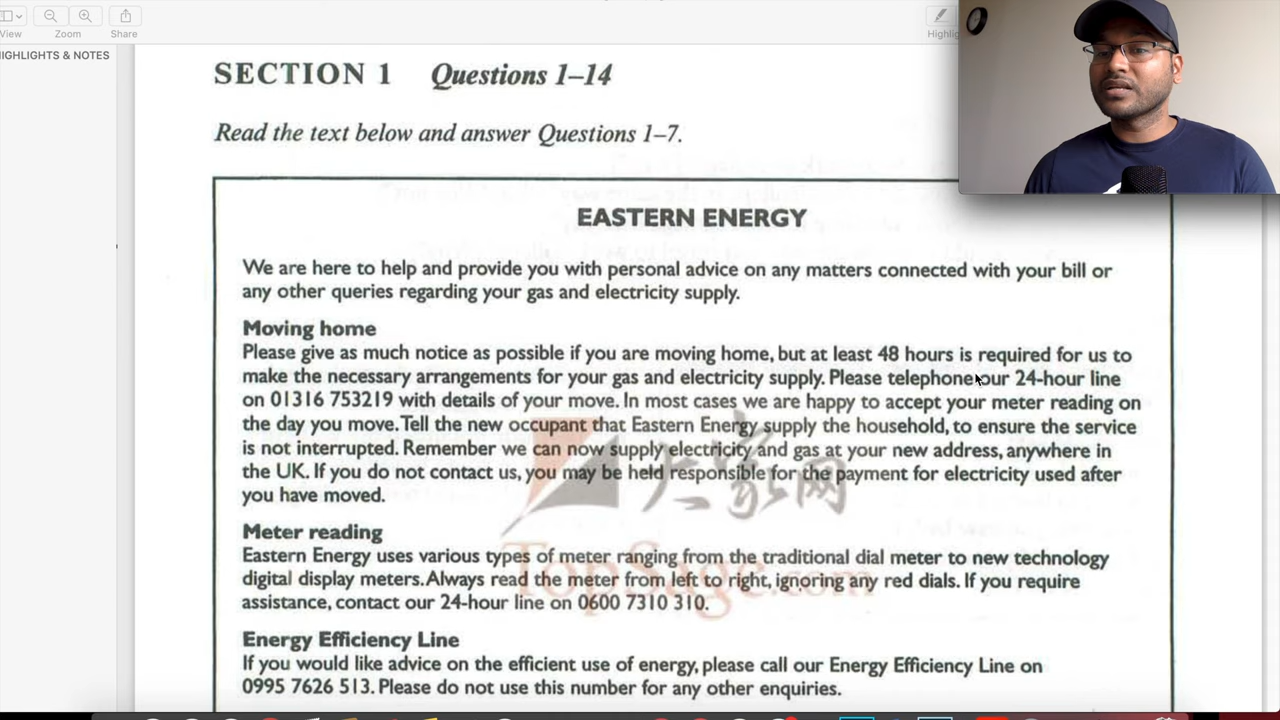 View
Zoom
Share
Highlig
HIGHLIGHTS & NOTES
SECTION 1 Questions 1–14
Read the text below and answer Questions 1–7.
EASTERN ENERGY
We are here to help and provide you with personal advice on any matters connected with your bill or
any other queries regarding your gas and electricity supply.
Moving home
Please give as much notice as possible if you are moving home, but at least 48 hours is required for us to
make the necessary arrangements for your gas and electricity supply. Please telephone our 24-hour line
on 01316 753219 with details of your move. In most cases we are happy to accept your meter reading on
the day you move. Tell the new occupant that Eastern Energy supply the household, to ensure the service
is not interrupted. Remember we can now supply electricity and gas at your new address, anywhere in
the UK. If you do not contact us, you may be held responsible for the payment for electricity used after
you have moved.
大家网
Meter reading
Eastern Energy uses various types of meter ranging from the traditional dial meter to new technology
digital display meters. Always read the meter from left to right, ignoring any red dials. If you require
assistance, contact our 24-hour line on 0600 7310 310.
TopSage.com
Energy Efficiency Line
If you would like advice on the efficient use of energy, please call our Energy Efficiency Line on
0995 7626 513. Please do not use this number for any other enquiries.